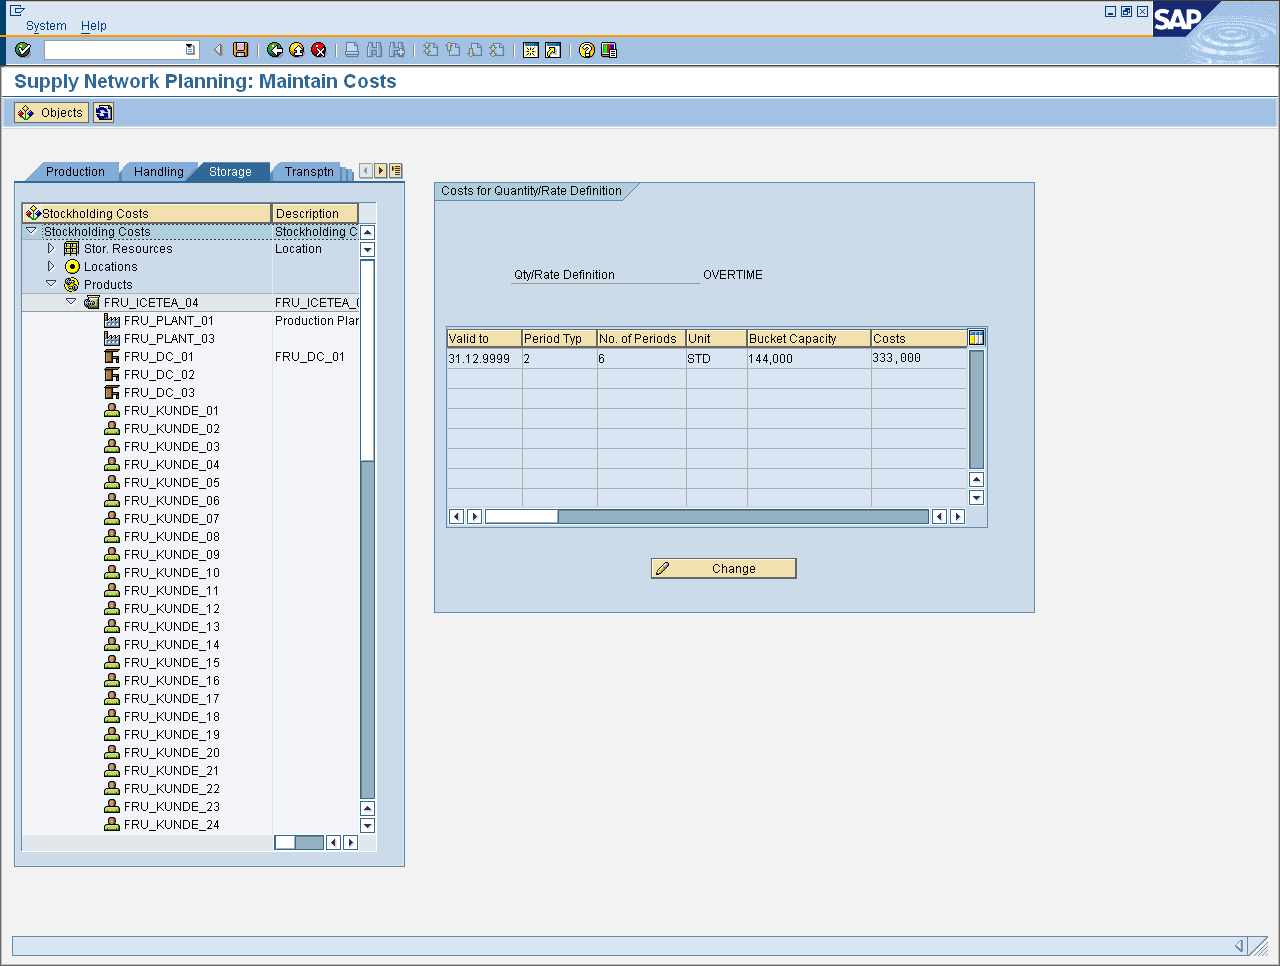 System Help
SAP
Supply Network Planning: Maintain Costs
Objects
Production Handling Storage Transptn
Stockholding Costs Description
Stockholding Costs Stockholding C
Stor. Resources Location
Locations
Products
FRU_ICETEA_04 FRU_ICETEA_0
FRU_PLANT_01 Production Plan
FRU_PLANT_03
FRU_DC_01 FRU_DC_01
FRU_DC_02
FRU_DC_03
FRU_KUNDE_01
FRU_KUNDE_02
FRU_KUNDE_03
FRU_KUNDE_04
FRU_KUNDE_05
FRU_KUNDE_06
FRU_KUNDE_07
FRU_KUNDE_08
FRU_KUNDE_09
FRU_KUNDE_10
FRU_KUNDE_11
FRU_KUNDE_12
FRU_KUNDE_13
FRU_KUNDE_14
FRU_KUNDE_15
FRU_KUNDE_16
FRU_KUNDE_17
FRU_KUNDE_18
FRU_KUNDE_19
FRU_KUNDE_20
FRU_KUNDE_21
FRU_KUNDE_22
FRU_KUNDE_23
FRU_KUNDE_24
Costs for Quantity/Rate Definition
Qty/Rate Definition OVERTIME
Valid to Period Typ No. of Periods Unit Bucket Capacity Costs
31.12.9999 2 6 STD 144,000 333,000
Change